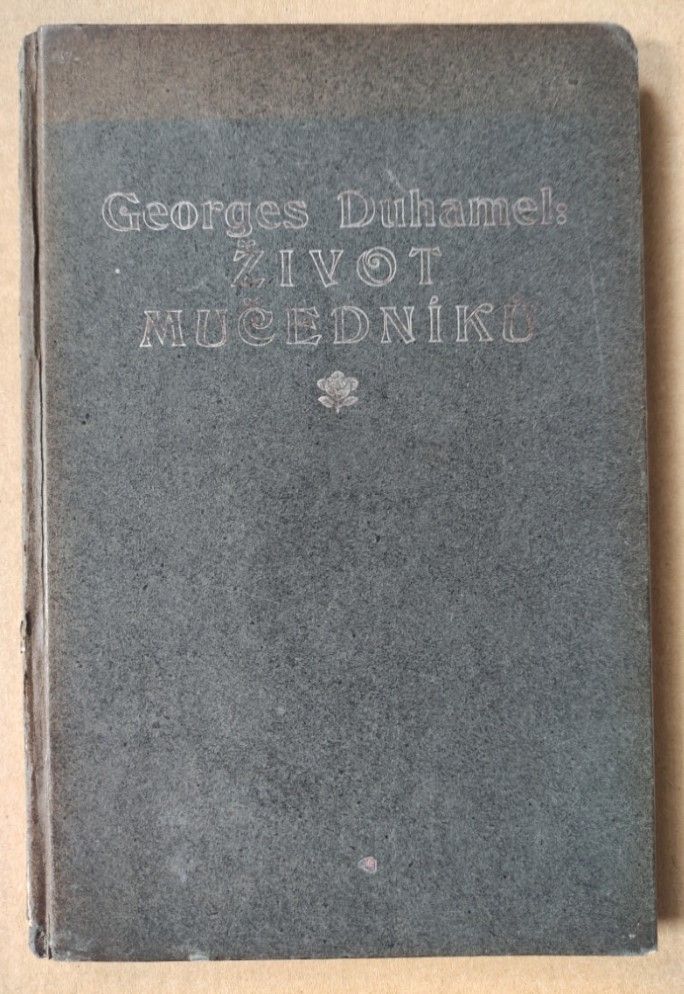 Georges Duhamel:
ŽIVOT
MUČEDNÍKŮ